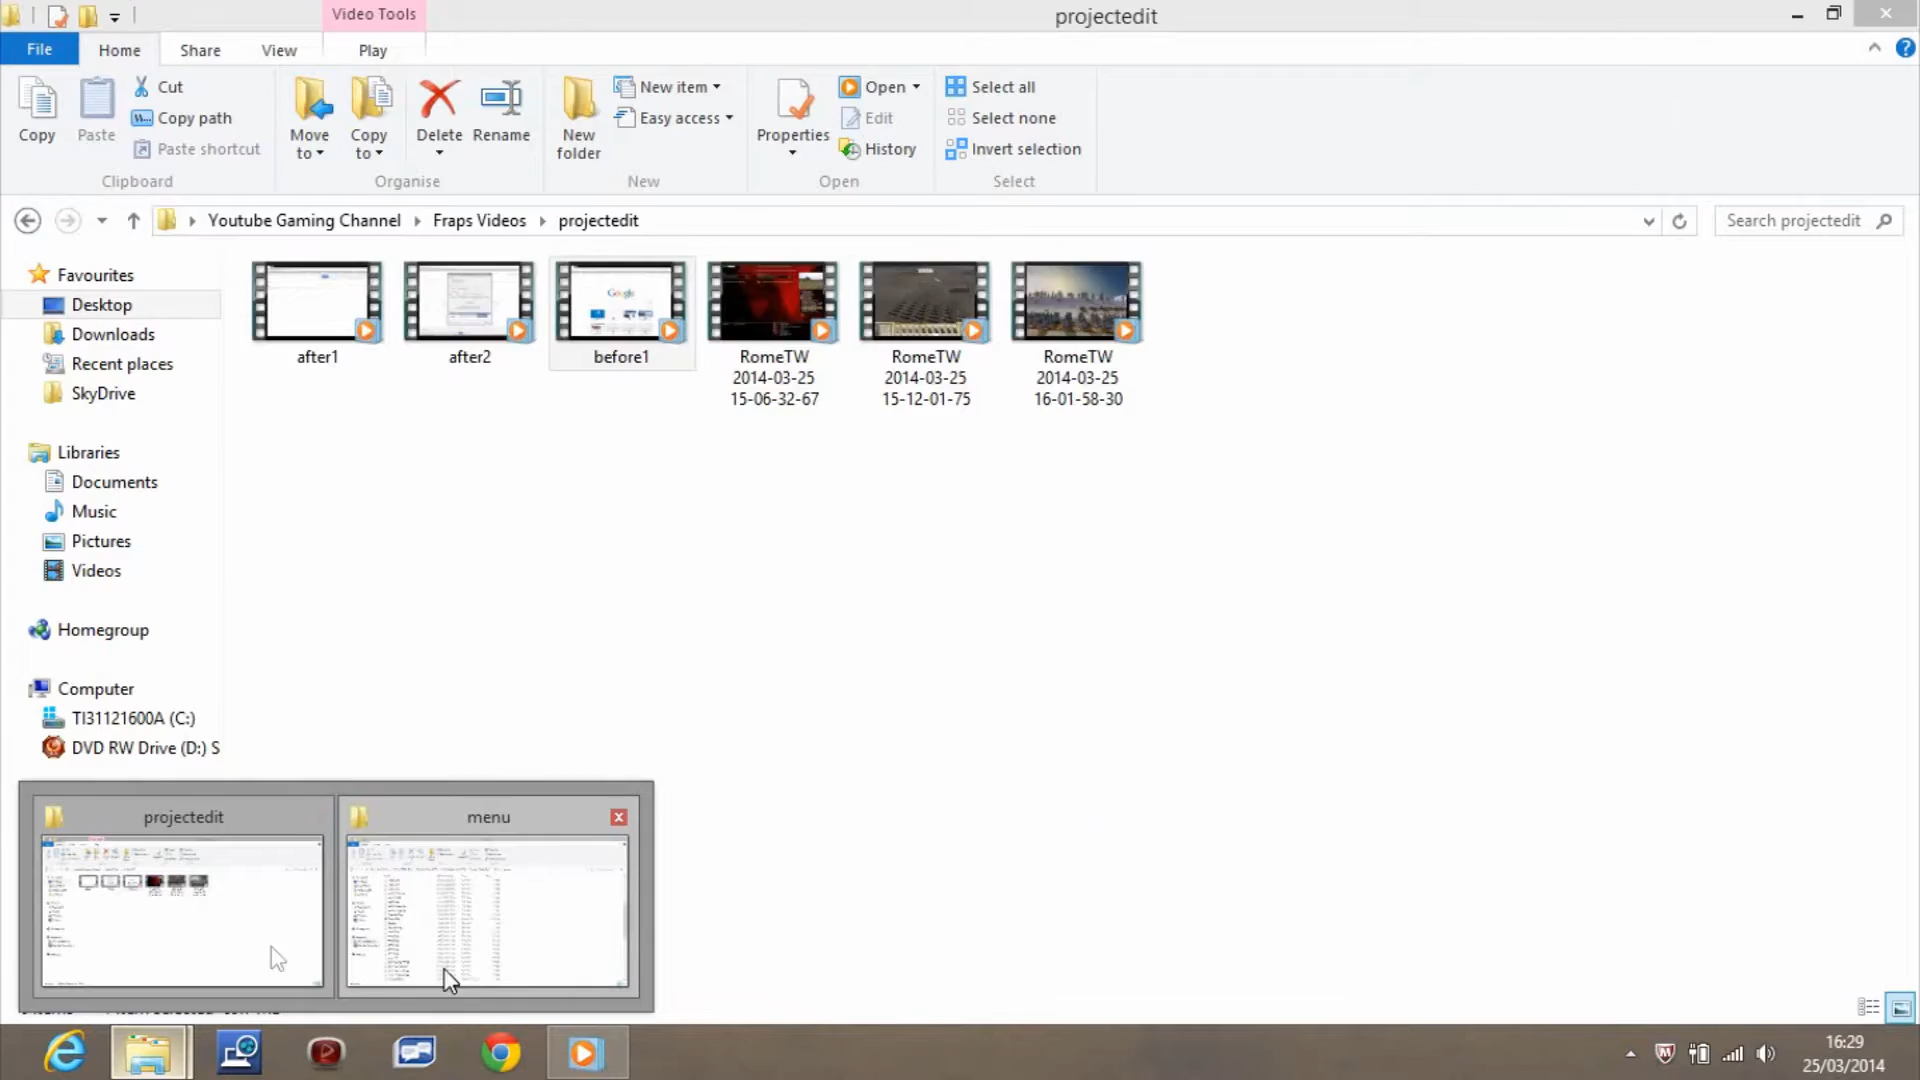 Video Tools
projectedit
File
Home
Share
View
Play
Copy
Paste
Cut
Copy path
Paste shortcut
Clipboard
Move to
Copy to
Delete
Rename
Organise
New folder
New item
Easy access
New
Properties
Open
Edit
History
Open
Select all
Select none
Invert selection
Select
Youtube Gaming Channel
Fraps Videos
projectedit
Search projectedit
Favourites
Desktop
Downloads
Recent places
SkyDrive
Libraries
Documents
Music
Pictures
Videos
Homegroup
Computer
TI31121600A (C:)
DVD RW Drive (D:) S
after1
after2
Google
before1
RomeTW
2014-03-25
15-06-32-67
RomeTW
2014-03-25
15-12-01-75
RomeTW
2014-03-25
16-01-58-30
projectedit
menu
16:29
25/03/2014